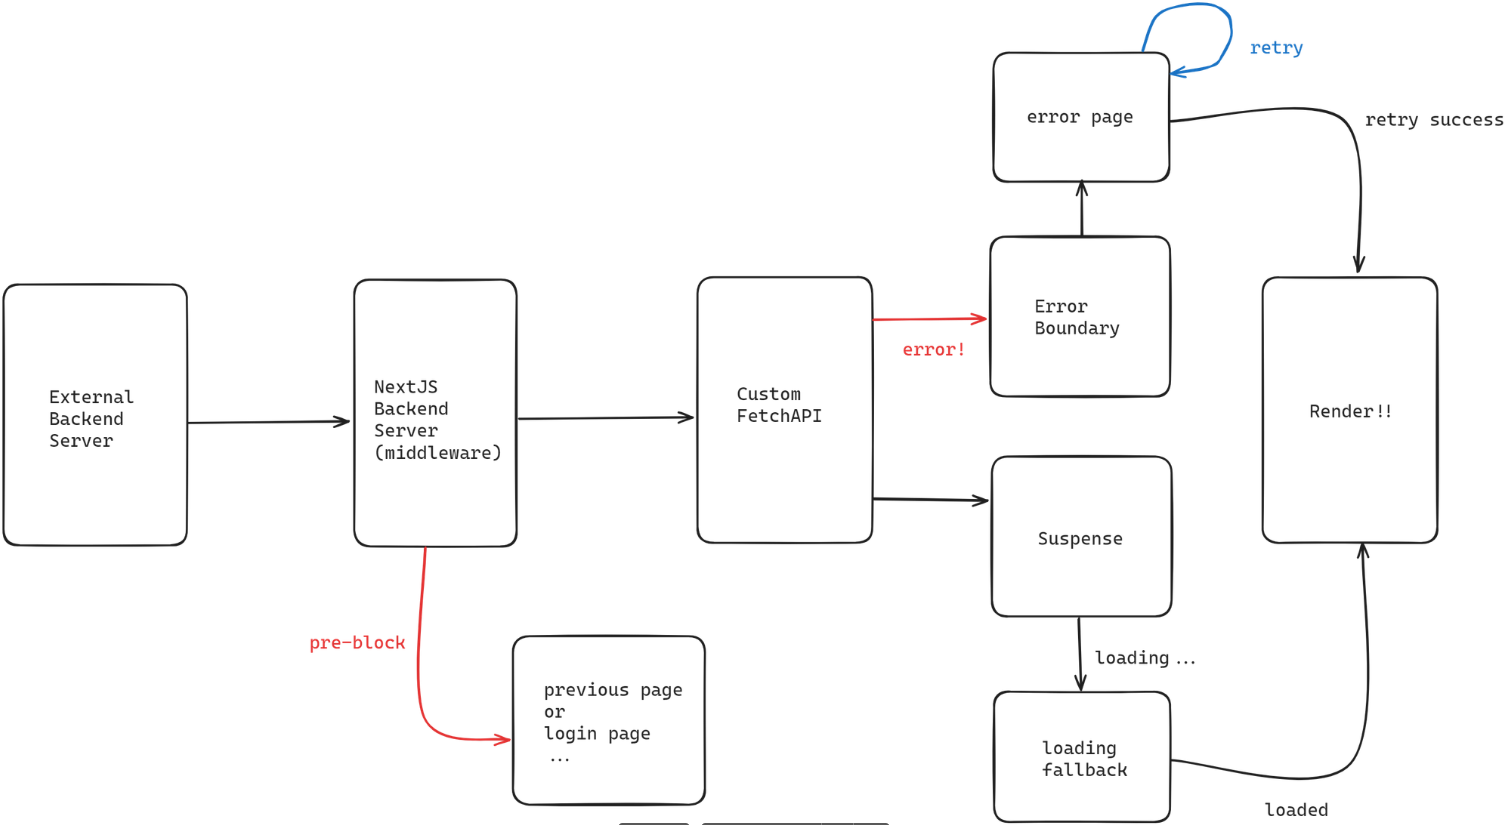 retry
error page
retry success
Error
Boundary
error!
External
Backend
Server
NextJS
Backend
Server
(middleware)
Custom
FetchAPI
Render!!
Suspense
pre-block
loading...
previous page
or
login page
...
loading
fallback
loaded